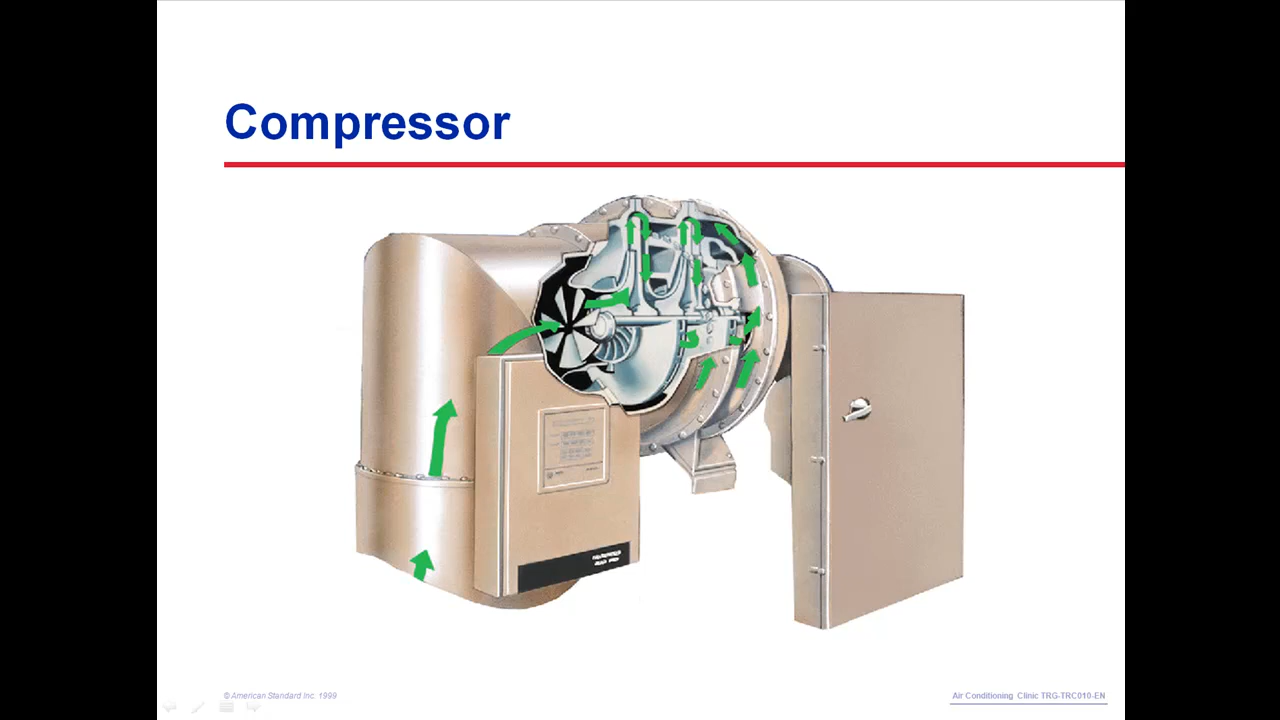 Compressor
© American Standard Inc. 1999
Air Conditioning Clinic TRG-TRC010-EN